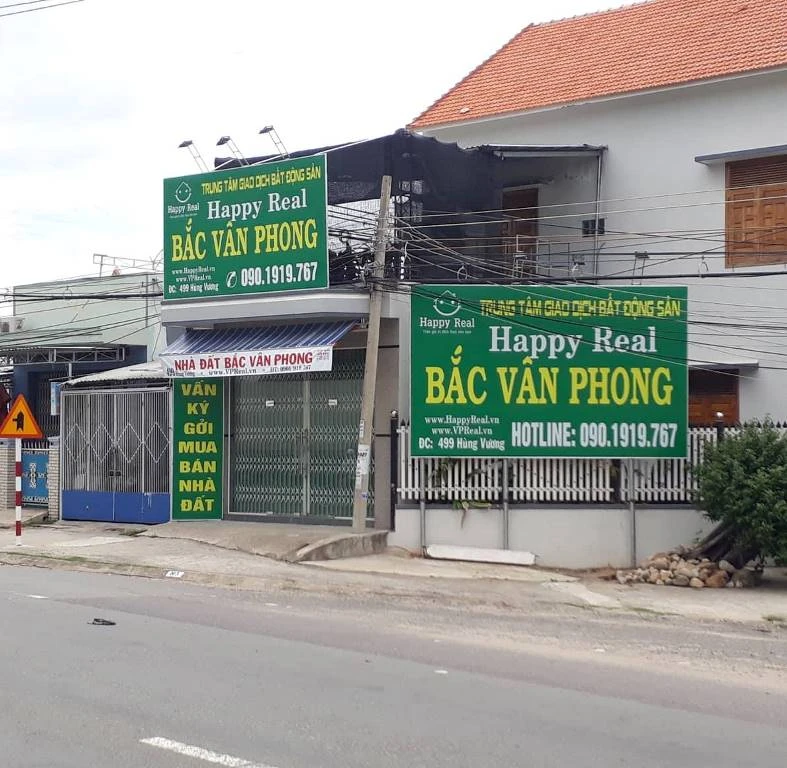 TRUNG TÂM GIAO DỊCH BẤT ĐỘNG SẢN
Happy Real
Happy Real
BẮC VÂN PHONG
www.HappyReal.vn
www.VPReal.vn
090.1919.767
ĐC: 499 Hùng Vương
NHÀ ĐẤT BẮC VÂN PHONG
www.VPReal.vn
VẤN
KÝ
GỞI
MUA
BÁN
NHÀ
ĐẤT
TRUNG TÂM GIAO DỊCH BẤT ĐỘNG SẢN
Happy Real
Happy Real
BẮC VÂN PHONG
www.HappyReal.vn
www.VPReal.vn
ĐC: 499 Hùng Vương
HOTLINE: 090.1919.767